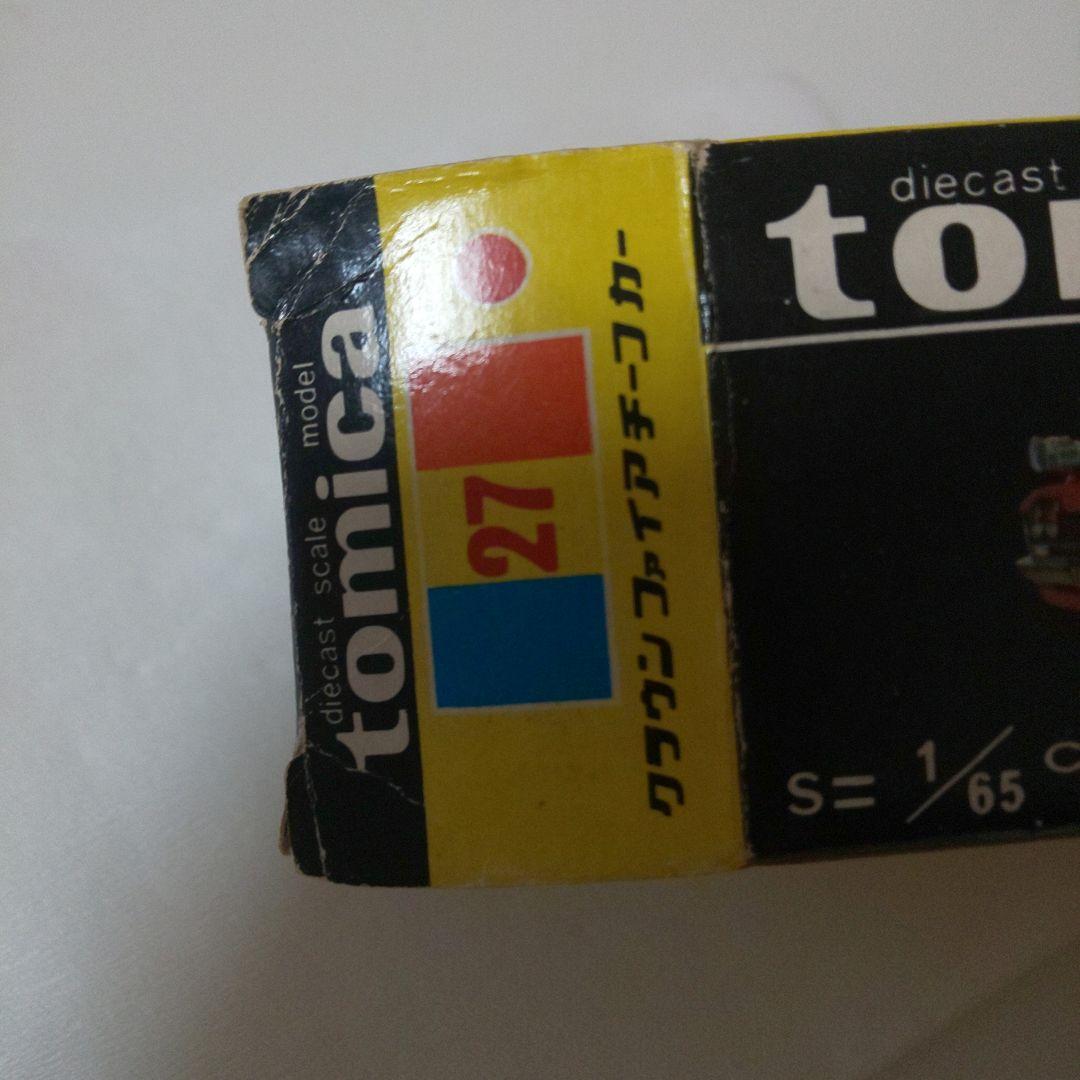 diecast scale model
tomica
27
クラウン ファイアチーフカー
diecast
to
S= 1/65